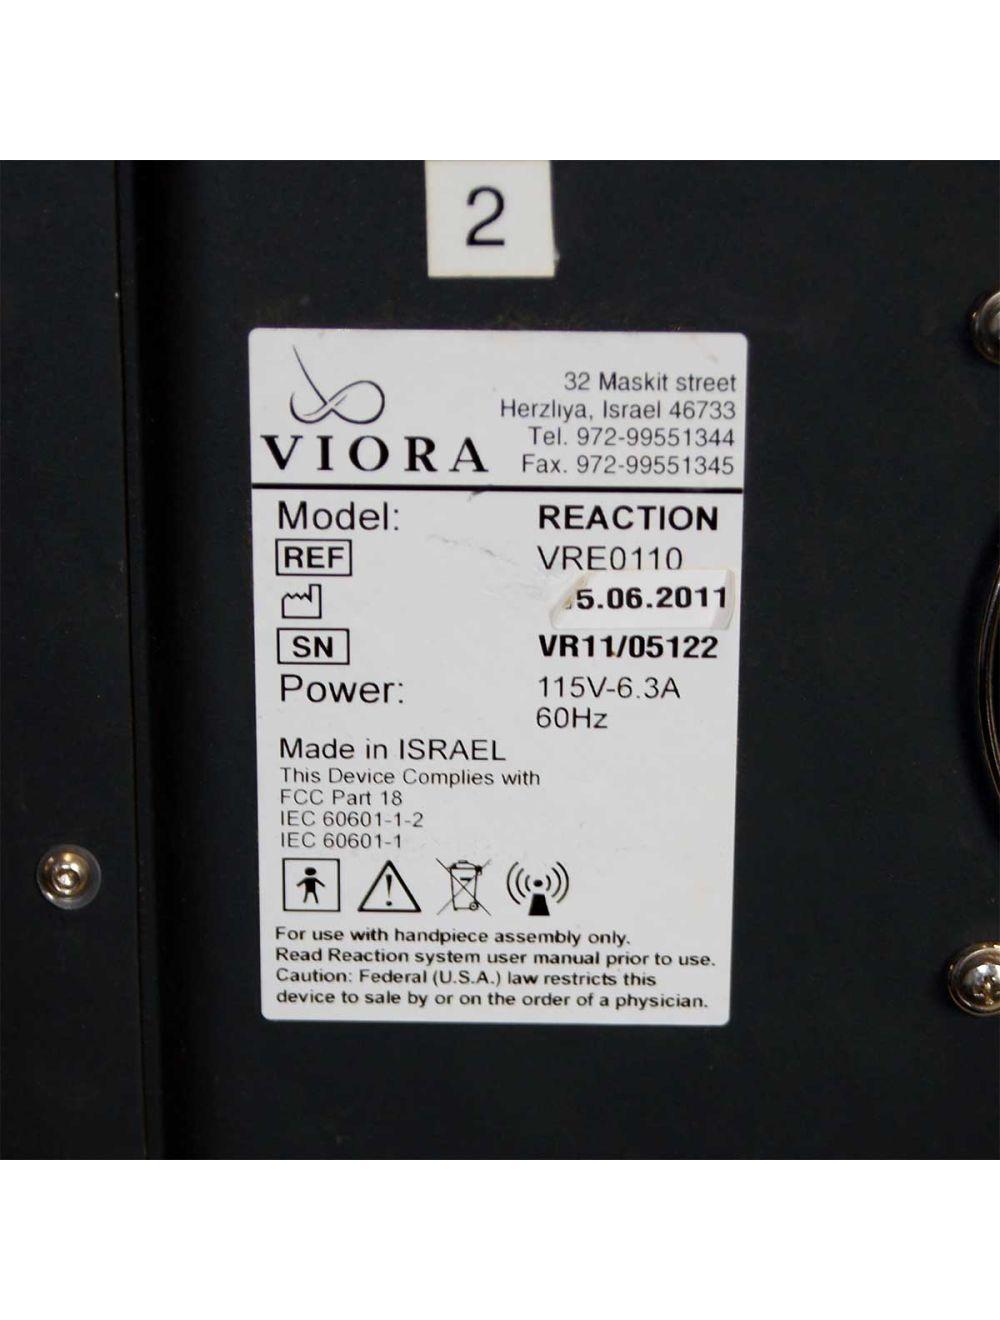 2
32 Maskit street
Herzliya, Israel 46733
Tel. 972-99551344
Fax. 972-99551345
VIORA
Model: REACTION
REF VRE0110
5.06.2011
SN VR11/05122
Power: 115V-6.3A
60Hz
Made in ISRAEL
This Device Complies with
FCC Part 18
IEC 60601-1-2
IEC 60601-1
For use with handpiece assembly only.
Read Reaction system user manual prior to use.
Caution: Federal (U.S.A.) law restricts this
device to sale by or on the order of a physician.